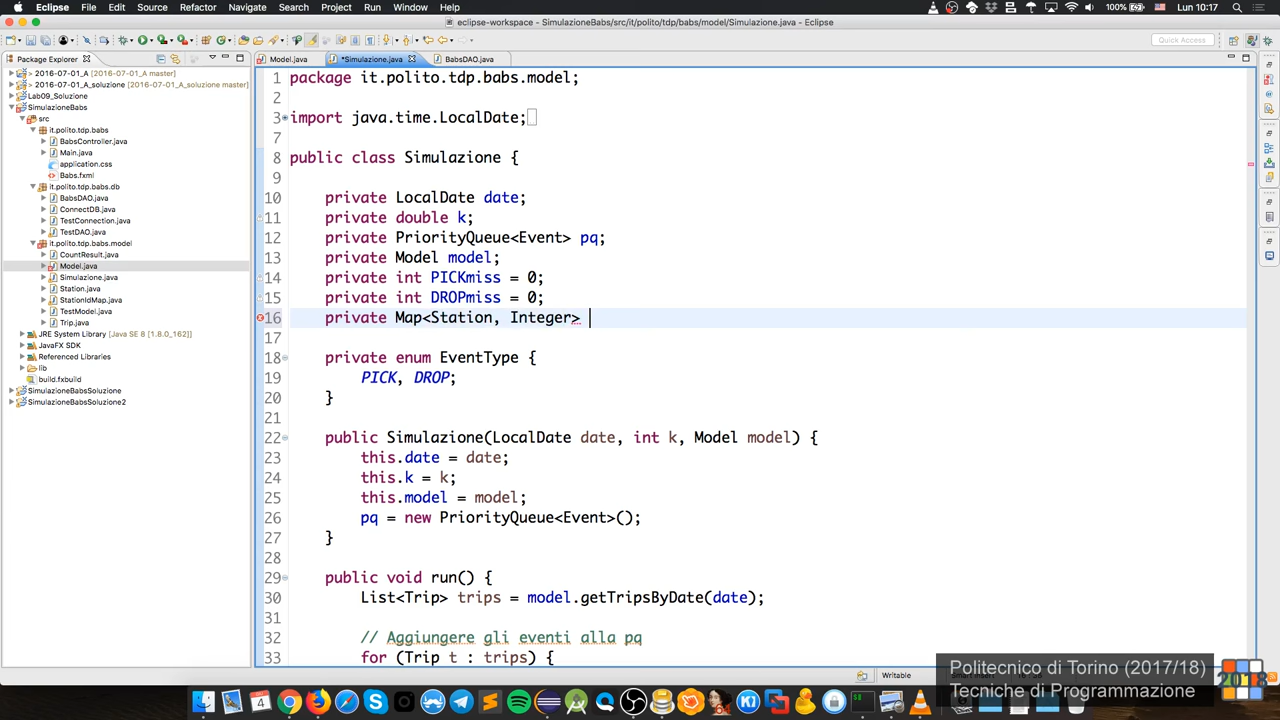 Eclipse File Edit Source Refactor Navigate Search Project Run Window Help 100% Lun 10:17
eclipse-workspace - SimulazioneBabs/src/it/polito/tdp/babs/model/Simulazione.java - Eclipse
Quick Access
Package Explorer
> 2016-07-01_A (2016-07-01_A master)
> 2016-07-01_A_soluzione (2016-07-01_A_soluzione master)
Lab09_Soluzione
SimulazioneBabs
src
it.polito.tdp.babs
BabsController.java
Main.java
application.css
Babs.fxml
it.polito.tdp.babs.db
BabsDAO.java
ConnectDB.java
TestConnection.java
TestDAO.java
it.polito.tdp.babs.model
CountResult.java
Model.java
Simulazione.java
Station.java
StationIdMap.java
TestModel.java
Trip.java
JRE System Library [Java SE 8 [1.8.0_162]]
JavaFX SDK
Referenced Libraries
lib
build.fxbuild
SimulazioneBabsSoluzione
SimulazioneBabsSoluzione2
Model.java *Simulazione.java BabsDAO.java
1 package it.polito.tdp.babs.model;
2
3 import java.time.LocalDate;
7
8 public class Simulazione {
9
10 private LocalDate date;
11 private double k;
12 private PriorityQueue<Event> pq;
13 private Model model;
14 private int PICKmiss = 0;
15 private int DROPmiss = 0;
16 private Map<Station, Integer>
17
18 private enum EventType {
19 PICK, DROP;
20 }
21
22 public Simulazione(LocalDate date, int k, Model model) {
23 this.date = date;
24 this.k = k;
25 this.model = model;
26 pq = new PriorityQueue<Event>();
27 }
28
29 public void run() {
30 List<Trip> trips = model.getTripsByDate(date);
31
32 // Aggiungere gli eventi alla pq
33 for (Trip t : trips) {
Writable
Politecnico di Torino (2017/18)
Tecniche di Programmazione
2018